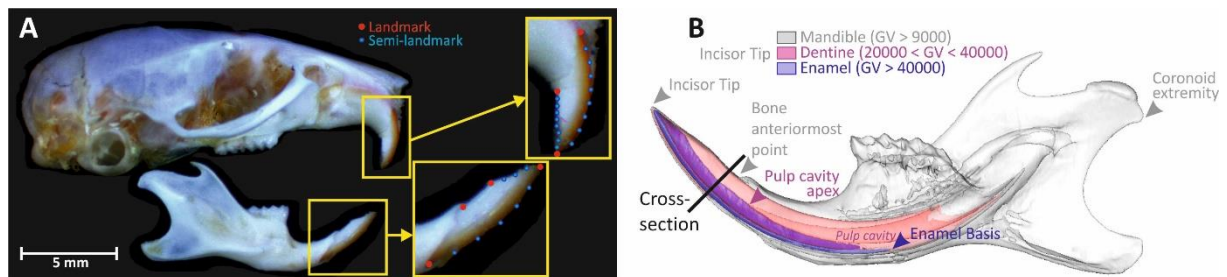 A
Landmark
Semi-landmark
5 mm
B
Mandible (GV > 9000)
Incisor Tip
Dentine (20000 < GV < 40000)
Enamel (GV > 40000)
Incisor Tip
Coronoid
extremity
Bone
anteriormost
point
Pulp cavity
apex
Cross-
section
Pulp cavity
Enamel Basis